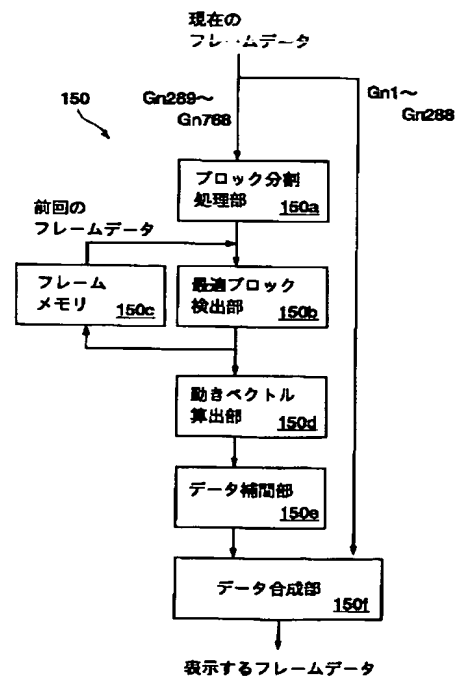 現在の
フレームデータ
150
Gn289〜
Gn768
Gn1〜
Gn288
ブロック分割
処理部
150a
前回の
フレームデータ
フレーム
メモリ
150c
最適ブロック
検出部
150b
動きベクトル
算出部
150d
データ補間部
150e
データ合成部
150f
表示するフレームデータ